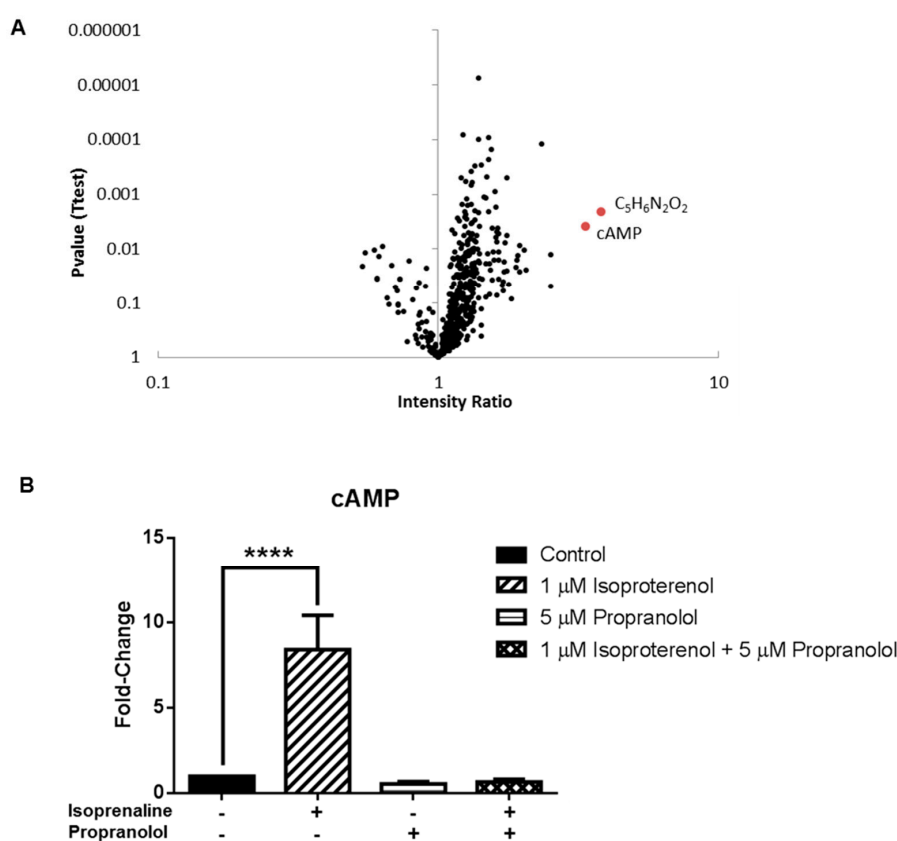 A
0.000001
0.00001
0.0001
0.001
0.01
0.1
1
Pvalue (Ttest)
C₅H₆N₂O₂
cAMP
0.1
1
10
Intensity Ratio
B
cAMP
15
10
5
0
Fold-Change
****
Control
1 μM Isoproterenol
5 μM Propranolol
1 μM Isoproterenol + 5 μM Propranolol
Isoprenaline - + - +
Propranolol - - + +